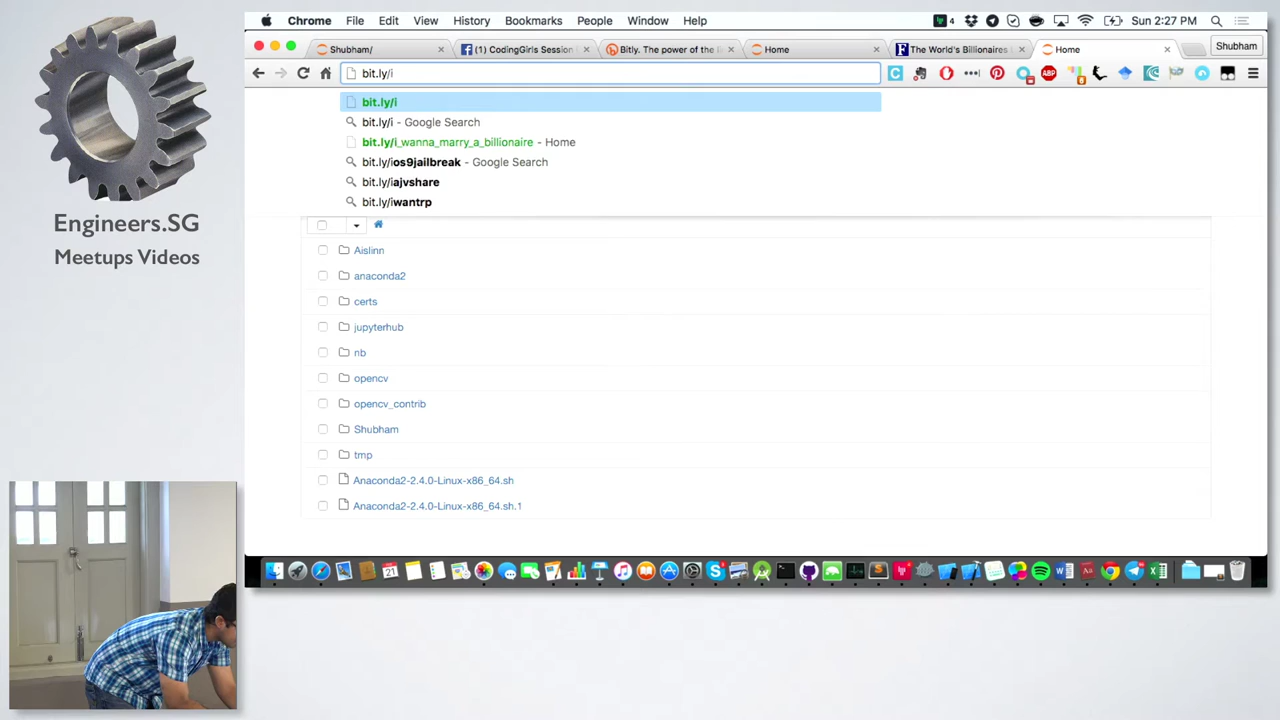 Engineers.SG
Meetups Videos
Chrome File Edit View History Bookmarks People Window Help
4
Sun 2:27 PM
Shubham/
(1) CodingGirls Session
Bitly. The power of the
Home
The World's Billionaires
Home
Shubham
bit.ly/i
ABP
bit.ly/i
bit.ly/i - Google Search
bit.ly/i_wanna_marry_a_billionaire - Home
bit.ly/ios9jailbreak - Google Search
bit.ly/iajvshare
bit.ly/iwantrp
Aislinn
anaconda2
certs
jupyterhub
nb
opencv
opencv_contrib
Shubham
tmp
Anaconda2-2.4.0-Linux-x86_64.sh
Anaconda2-2.4.0-Linux-x86_64.sh.1
21